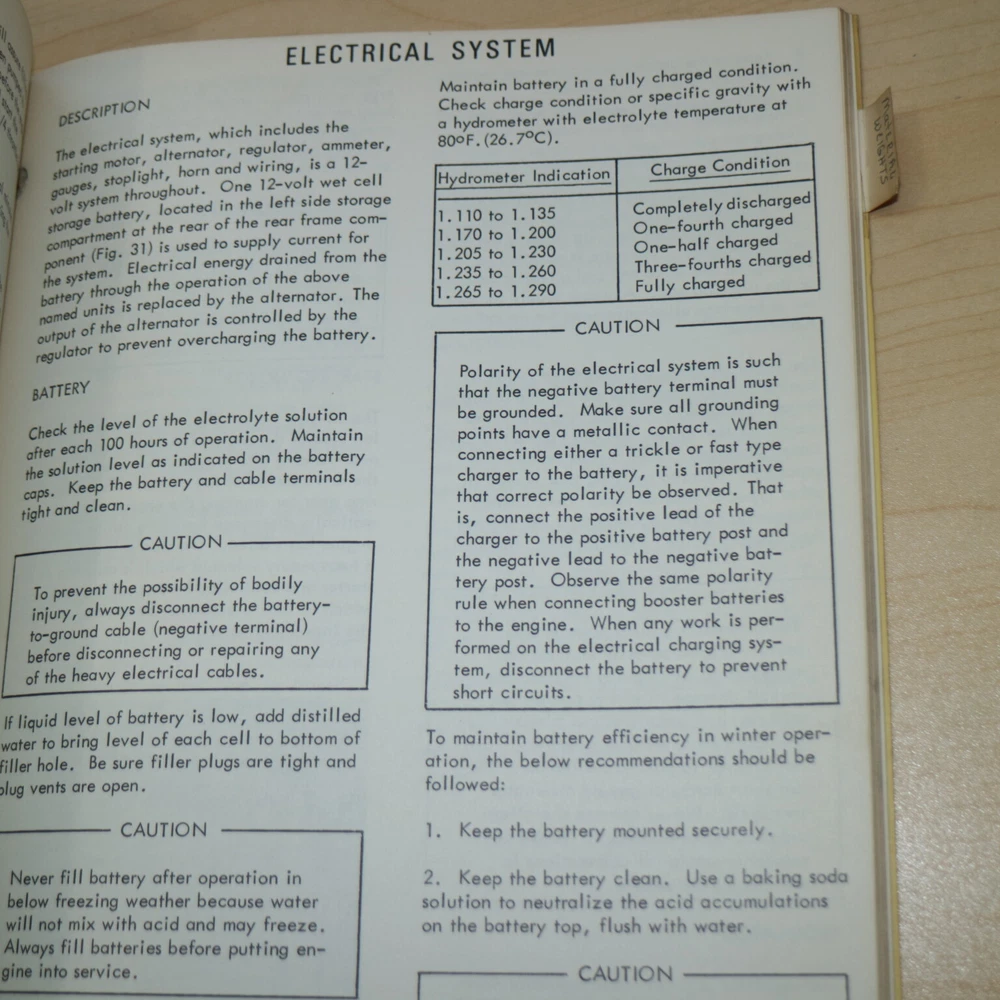 ELECTRICAL SYSTEM
DESCRIPTION
The electrical system, which includes the
starting motor, alternator, regulator, ammeter,
gauges, stoplight, horn and wiring, is a 12-
volt system throughout. One 12-volt wet cell
storage battery, located in the left side storage
compartment at the rear of the rear frame com-
ponent (Fig. 31) is used to supply current for
the system. Electrical energy drained from the
battery through the operation of the above
named units is replaced by the alternator. The
output of the alternator is controlled by the
regulator to prevent overcharging the battery.
BATTERY
Check the level of the electrolyte solution
after each 100 hours of operation. Maintain
the solution level as indicated on the battery
caps. Keep the battery and cable terminals
tight and clean.
CAUTION
To prevent the possibility of bodily
injury, always disconnect the battery-
to-ground cable (negative terminal)
before disconnecting or repairing any
of the heavy electrical cables.
If liquid level of battery is low, add distilled
water to bring level of each cell to bottom of
filler hole. Be sure filler plugs are tight and
plug vents are open.
CAUTION
Never fill battery after operation in
below freezing weather because water
will not mix with acid and may freeze.
Always fill batteries before putting en-
gine into service.
Maintain battery in a fully charged condition.
Check charge condition or specific gravity with
a hydrometer with electrolyte temperature at
80ºF. (26.7ºC).
Hydrometer Indication Charge Condition
1.110 to 1.135 Completely discharged
1.170 to 1.200 One-fourth charged
1.205 to 1.230 One-half charged
1.235 to 1.260 Three-fourths charged
1.265 to 1.290 Fully charged
CAUTION
Polarity of the electrical system is such
that the negative battery terminal must
be grounded. Make sure all grounding
points have a metallic contact. When
connecting either a trickle or fast type
charger to the battery, it is imperative
that correct polarity be observed. That
is, connect the positive lead of the
charger to the positive battery post and
the negative lead to the negative bat-
tery post. Observe the same polarity
rule when connecting booster batteries
to the engine. When any work is per-
formed on the electrical charging sys-
tem, disconnect the battery to prevent
short circuits.
To maintain battery efficiency in winter oper-
ation, the below recommendations should be
followed:
1. Keep the battery mounted securely.
2. Keep the battery clean. Use a baking soda
solution to neutralize the acid accumulations
on the battery top, flush with water.
CAUTION
MATERIAL
WEIGHTS